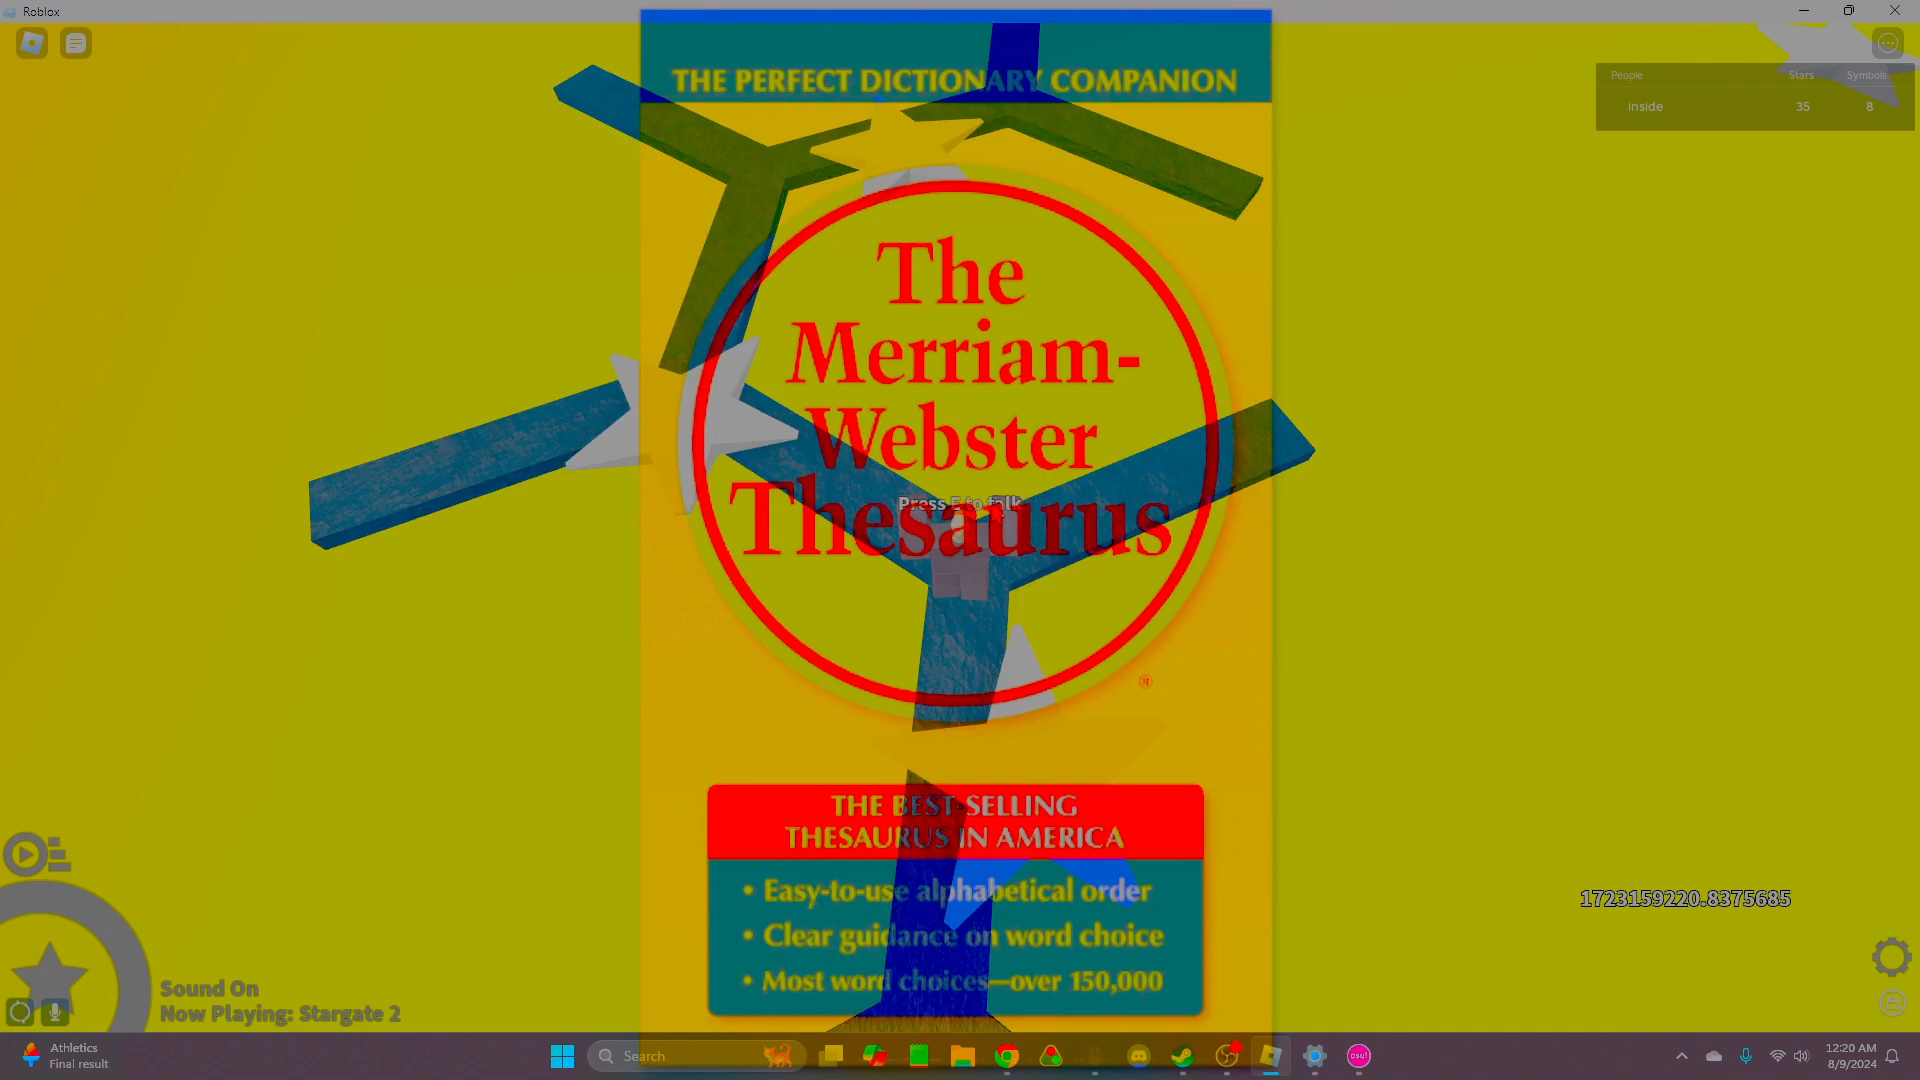 Roblox
THE PERFECT DICTIONARY COMPANION
People Stars Symbols
inside 35 8
The
Merriam-
Webster
Thesaurus
Press E to talk
®
THE BEST-SELLING
THESAURUS IN AMERICA
• Easy-to-use alphabetical order
• Clear guidance on word choice
• Most word choices—over 150,000
1723159220.8375685
Sound On
Now Playing: Stargate 2
Athletics
Final result
Search
osu!
12:20 AM
8/9/2024